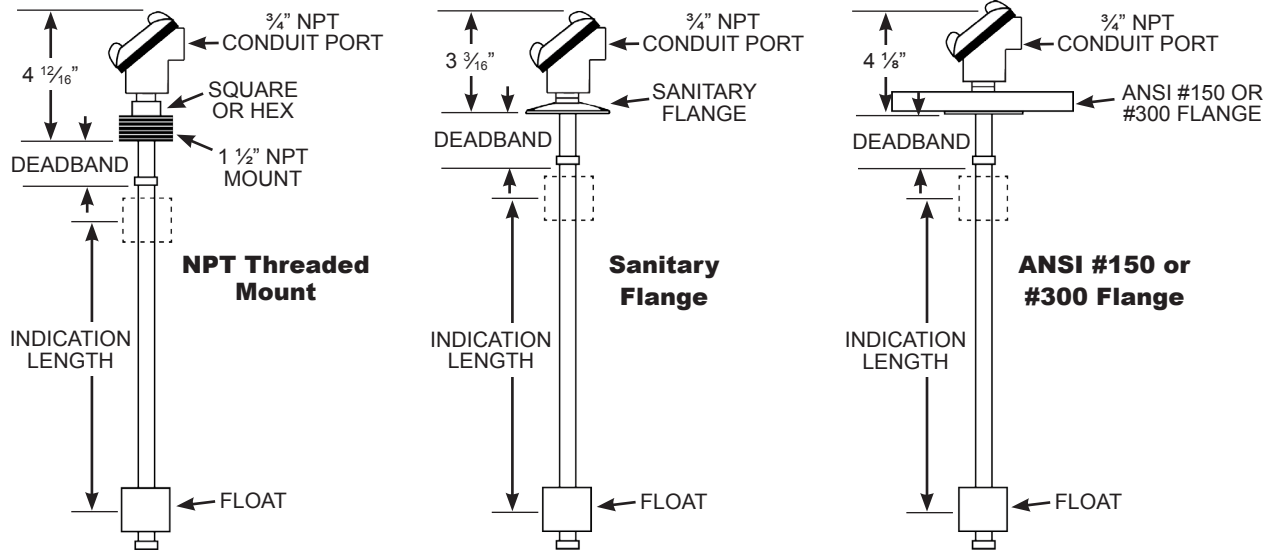 ¾” NPT
CONDUIT PORT
4 ¹²⁄₁₆”
SQUARE
OR HEX
DEADBAND
1 ½” NPT
MOUNT
NPT Threaded
Mount
INDICATION
LENGTH
FLOAT
¾” NPT
CONDUIT PORT
3 ³⁄₁₆”
SANITARY
FLANGE
DEADBAND
Sanitary
Flange
INDICATION
LENGTH
FLOAT
¾” NPT
CONDUIT PORT
4 ⅛”
ANSI #150 OR
#300 FLANGE
DEADBAND
ANSI #150 or
#300 Flange
INDICATION
LENGTH
FLOAT